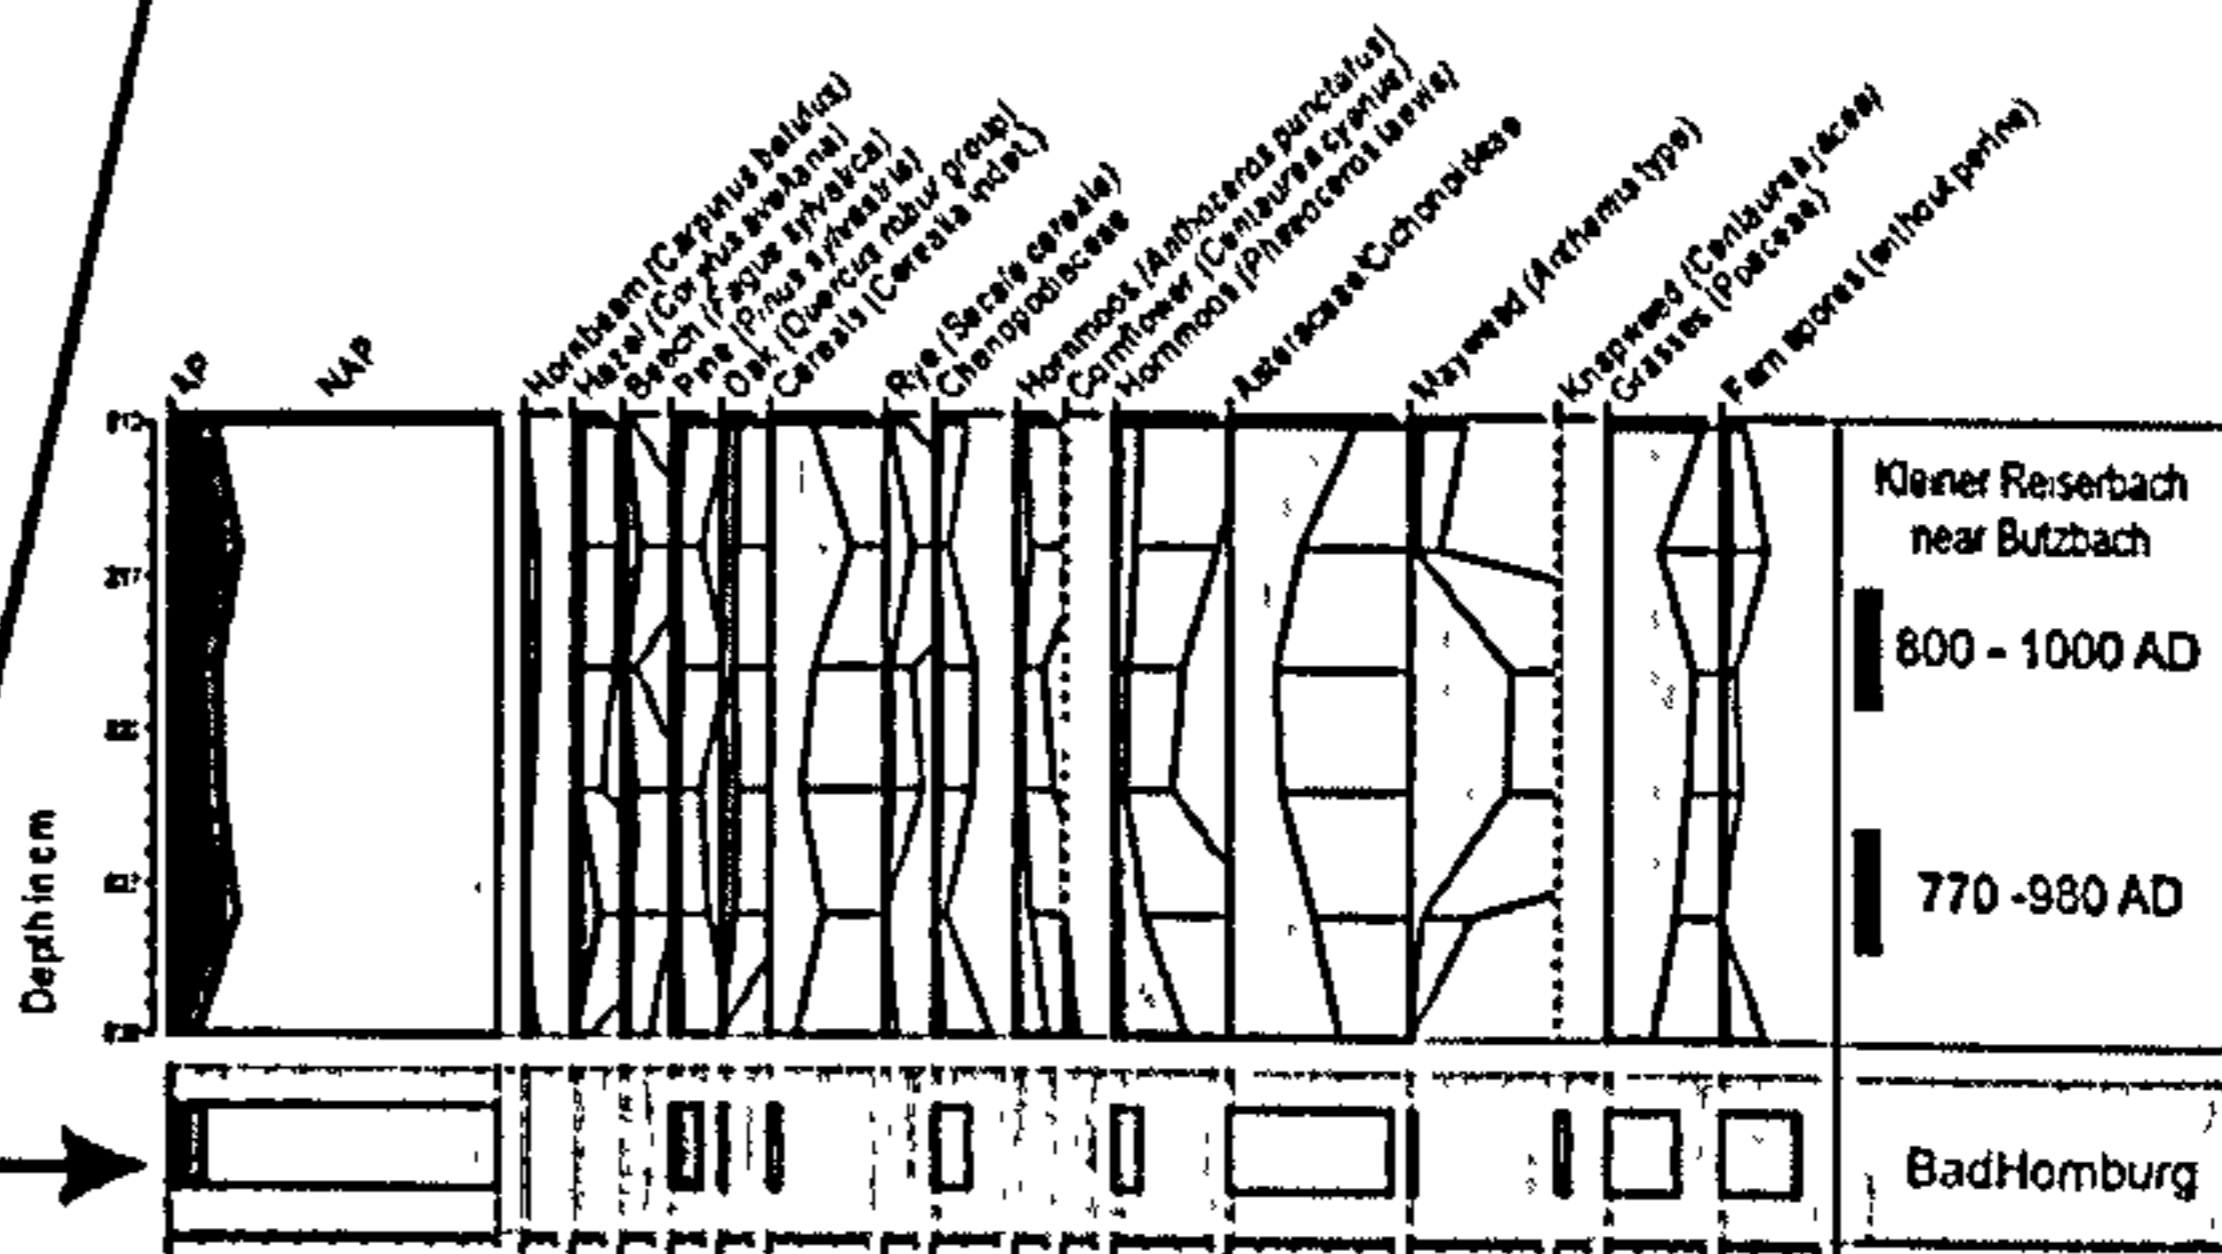 AP
NAP
Hornbeam (Carpinus betulus)
Hazel (Corylus avellana)
Beech (Fagus sylvatica)
Pine (Pinus sylvestris)
Oak (Quercus robur group)
Cereals (Cerealia indet.)
Rye (Secale cereale)
Chenopodiaceae
Hornmoos (Anthoceros punctatus)
Cornflower (Centaurea cyanus)
Hornmoos (Phaeoceros laevis)
Asteraceae/Cichorioideae
Mayweed (Anthemis type)
Knapweed (Centaurea jacea)
Grasses (Poaceae)
Fern spores (without perine)
Depth in cm
Kleiner Reiserbach
near Butzbach
800 - 1000 AD
770 -980 AD
BadHomburg